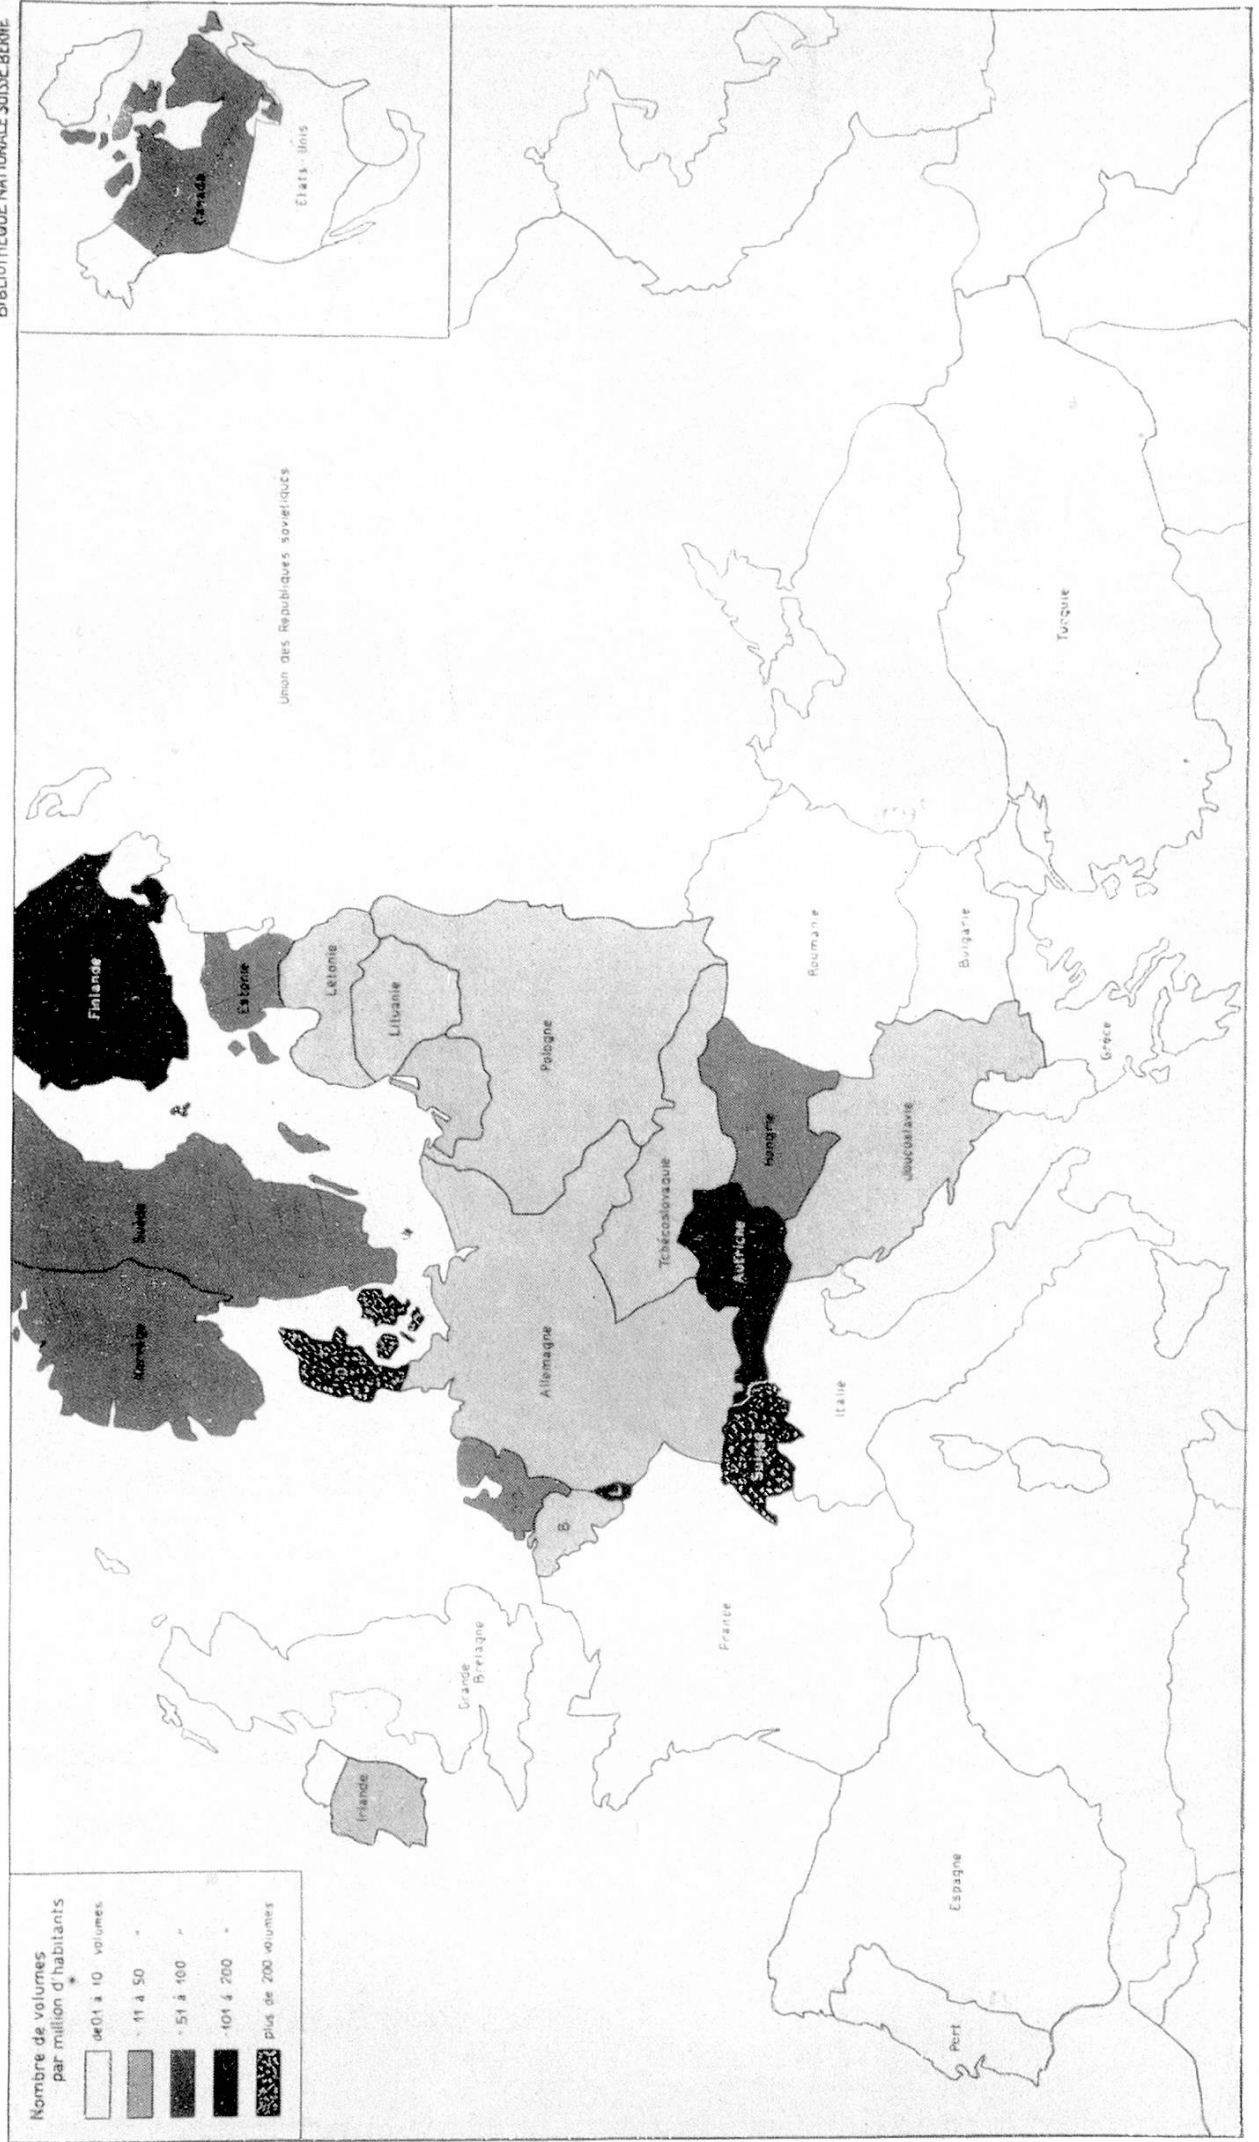 BIBLIOTHÈQUE NATIONALE SUISSE BERNE
Nombre de volumes
par million d'habitants
*
de 0.1 à 10 volumes
" 11 à 50 "
" 51 à 100 "
" 101 à 200 "
plus de 200 volumes
Canada
États Unis
Finlande
Suède
Norvège
Estonie
Létonie
Lituanie
Union des Républiques soviétiques
Irlande
Grande
Bretagne
D
B
L
Allemagne
Pologne
Tchécoslovaquie
France
Suisse
Autriche
Hongrie
Roumanie
Italie
Jougoslavie
Bulgarie
Espagne
Port
Grèce
Turquie